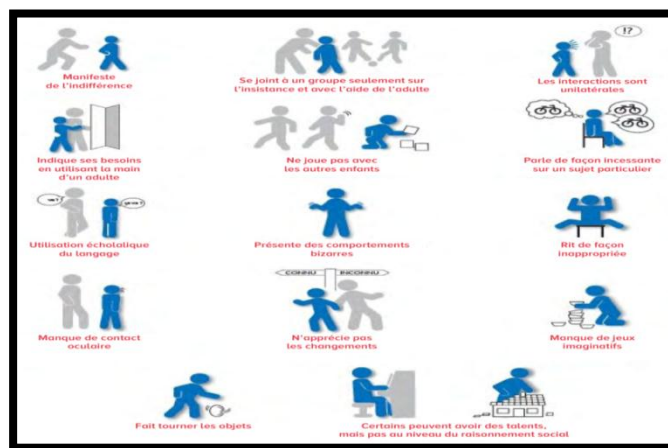 !?
Manifeste
de l'indifférence
Se joint à un groupe seulement sur
l'insistance et avec l'aide de l'adulte
Les interactions sont
unilatérales
Indique ses besoins
en utilisant la main
d'un adulte
Ne joue pas avec
les autres enfants
Parle de façon incessante
sur un sujet particulier
Utilisation écholalique
du langage
Présente des comportements
bizarres
Rit de façon
inappropriée
CONNU
INCONNU
Manque de contact
oculaire
N'apprécie pas
les changements
Manque de jeux
imaginatifs
Fait tourner les objets
Certains peuvent avoir des talents,
mais pas au niveau du raisonnement social